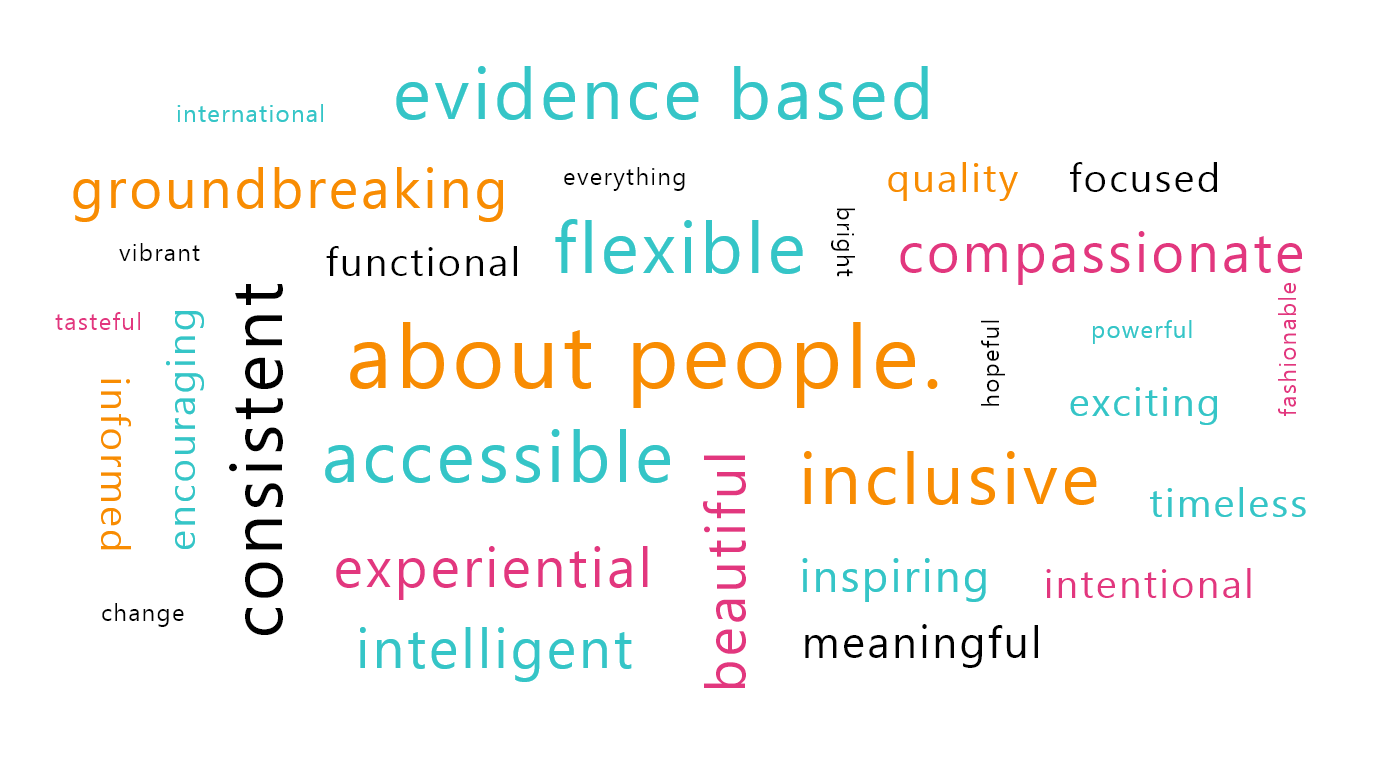 evidence based
international
groundbreaking
everything
quality
focused
bright
vibrant
functional
flexible
compassionate
consistent
tasteful
encouraging
about people.
hopeful
powerful
fashionable
informed
exciting
accessible
beautiful
inclusive
timeless
experiential
inspiring
intentional
change
intelligent
meaningful